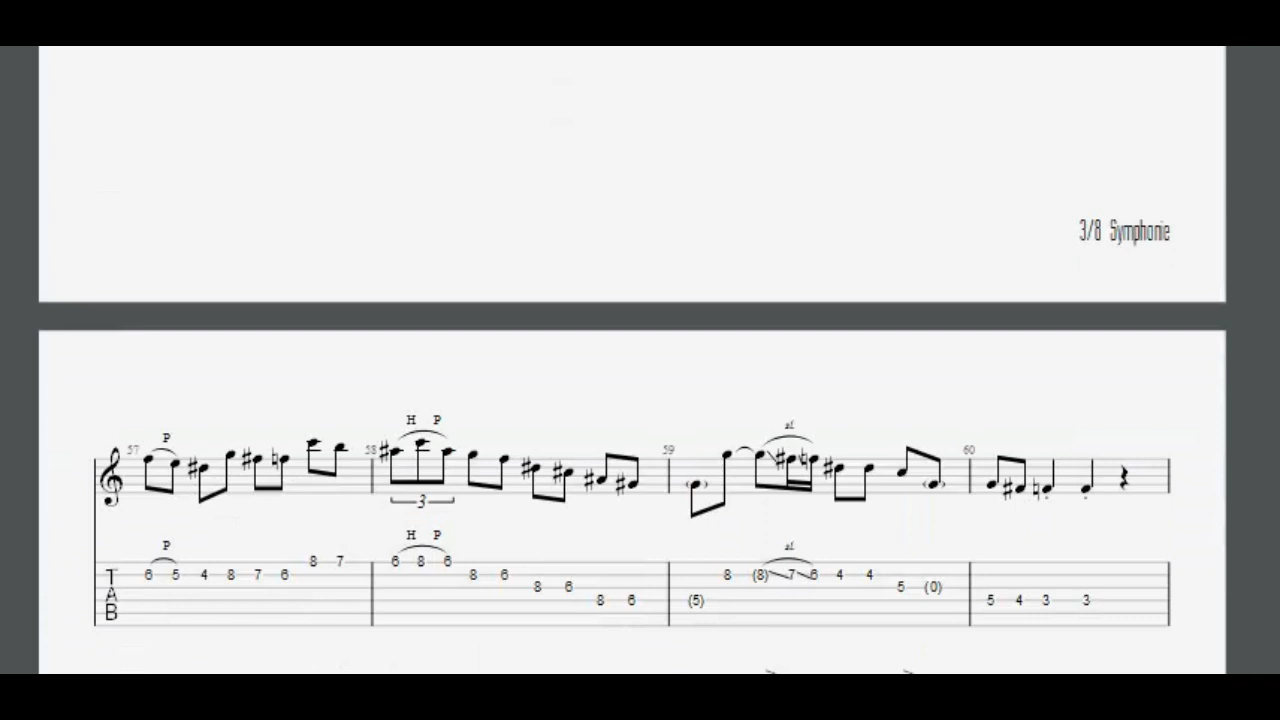 3/8 Symphonie
57 P 58 H P 59 sl 60
3
P H P sl
6 5 4 8 7 6 8 7 6 8 6 8 6 8 6 8 6 (5) 8 (8) 7 6 4 4 5 (0) 5 4 3 3
T
A
B